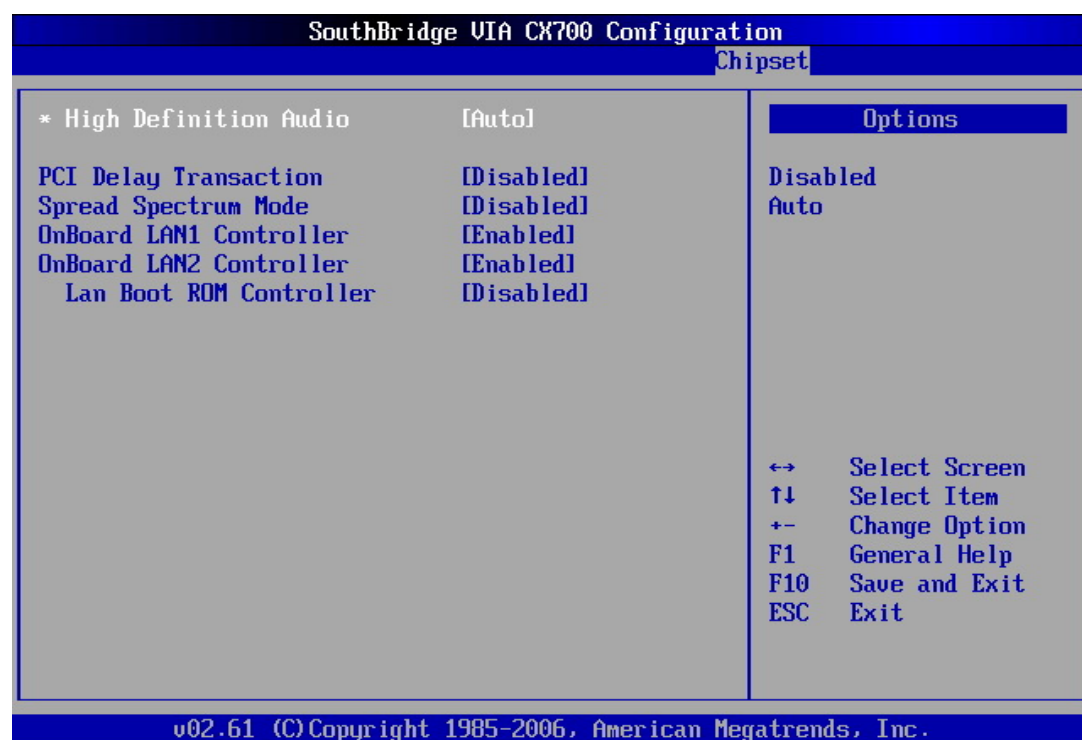 SouthBridge VIA CX700 Configuration
Chipset
* High Definition Audio [Auto]
PCI Delay Transaction [Disabled]
Spread Spectrum Mode [Disabled]
OnBoard LAN1 Controller [Enabled]
OnBoard LAN2 Controller [Enabled]
Lan Boot ROM Controller [Disabled]
Options
Disabled
Auto
←→ Select Screen
↑↓ Select Item
+- Change Option
F1 General Help
F10 Save and Exit
ESC Exit
v02.61 (C)Copyright 1985-2006, American Megatrends, Inc.